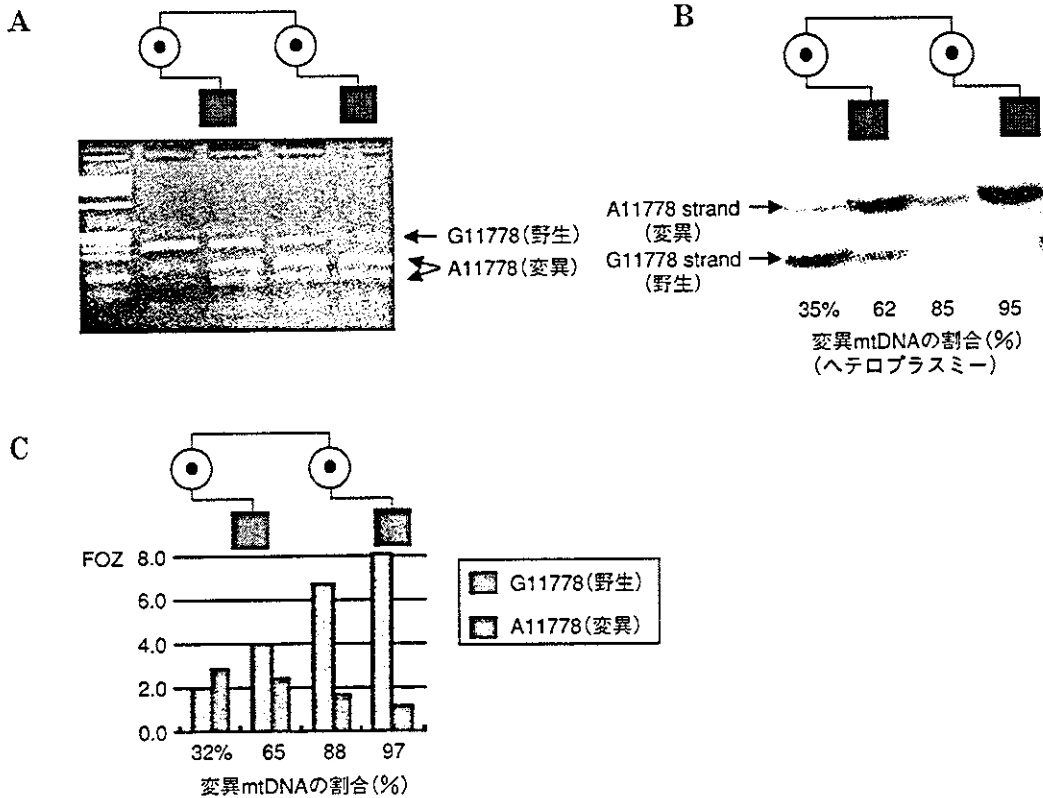 A
G11778(野生)
A11778(変異)
B
A11778 strand
(変異)
G11778 strand
(野生)
35% 62 85 95
変異mtDNAの割合(%)
(ヘテロプラスミー)
C
FOZ 8.0
6.0
4.0
2.0
0.0
32% 65 88 97
変異mtDNAの割合(%)
G11778(野生)
A11778(変異)